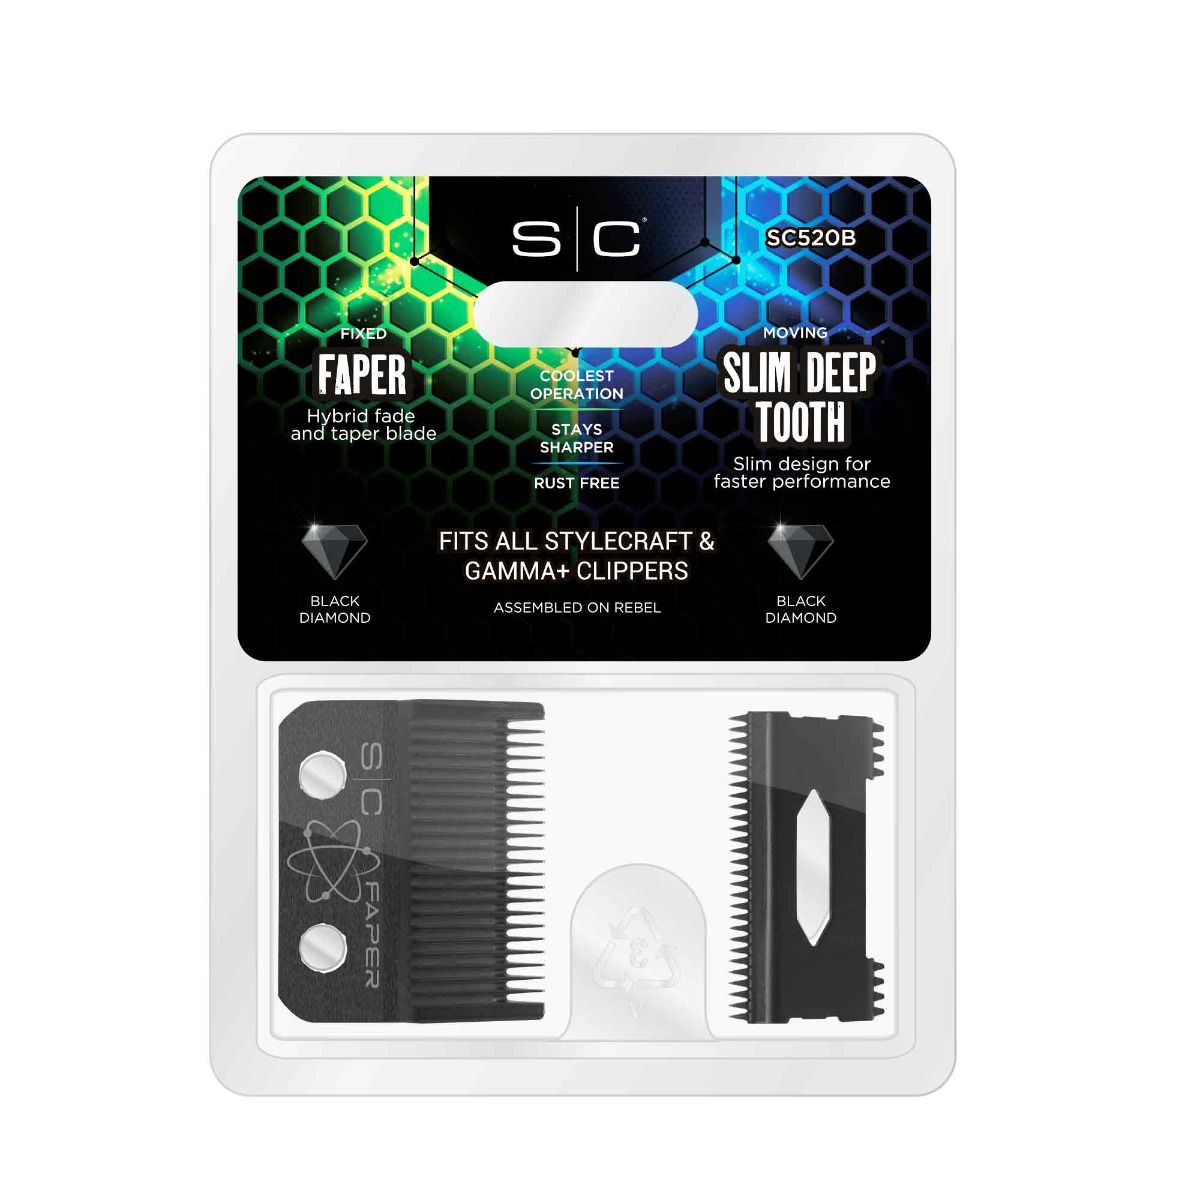 S|C
SC520B
FIXED
FAPER
Hybrid fade
and taper blade
COOLEST
OPERATION
STAYS
SHARPER
RUST FREE
MOVING
SLIM DEEP
TOOTH
Slim design for
faster performance
FITS ALL STYLECRAFT &
GAMMA+ CLIPPERS
ASSEMBLED ON REBEL
BLACK
DIAMOND
BLACK
DIAMOND
S|C
FAPER
3